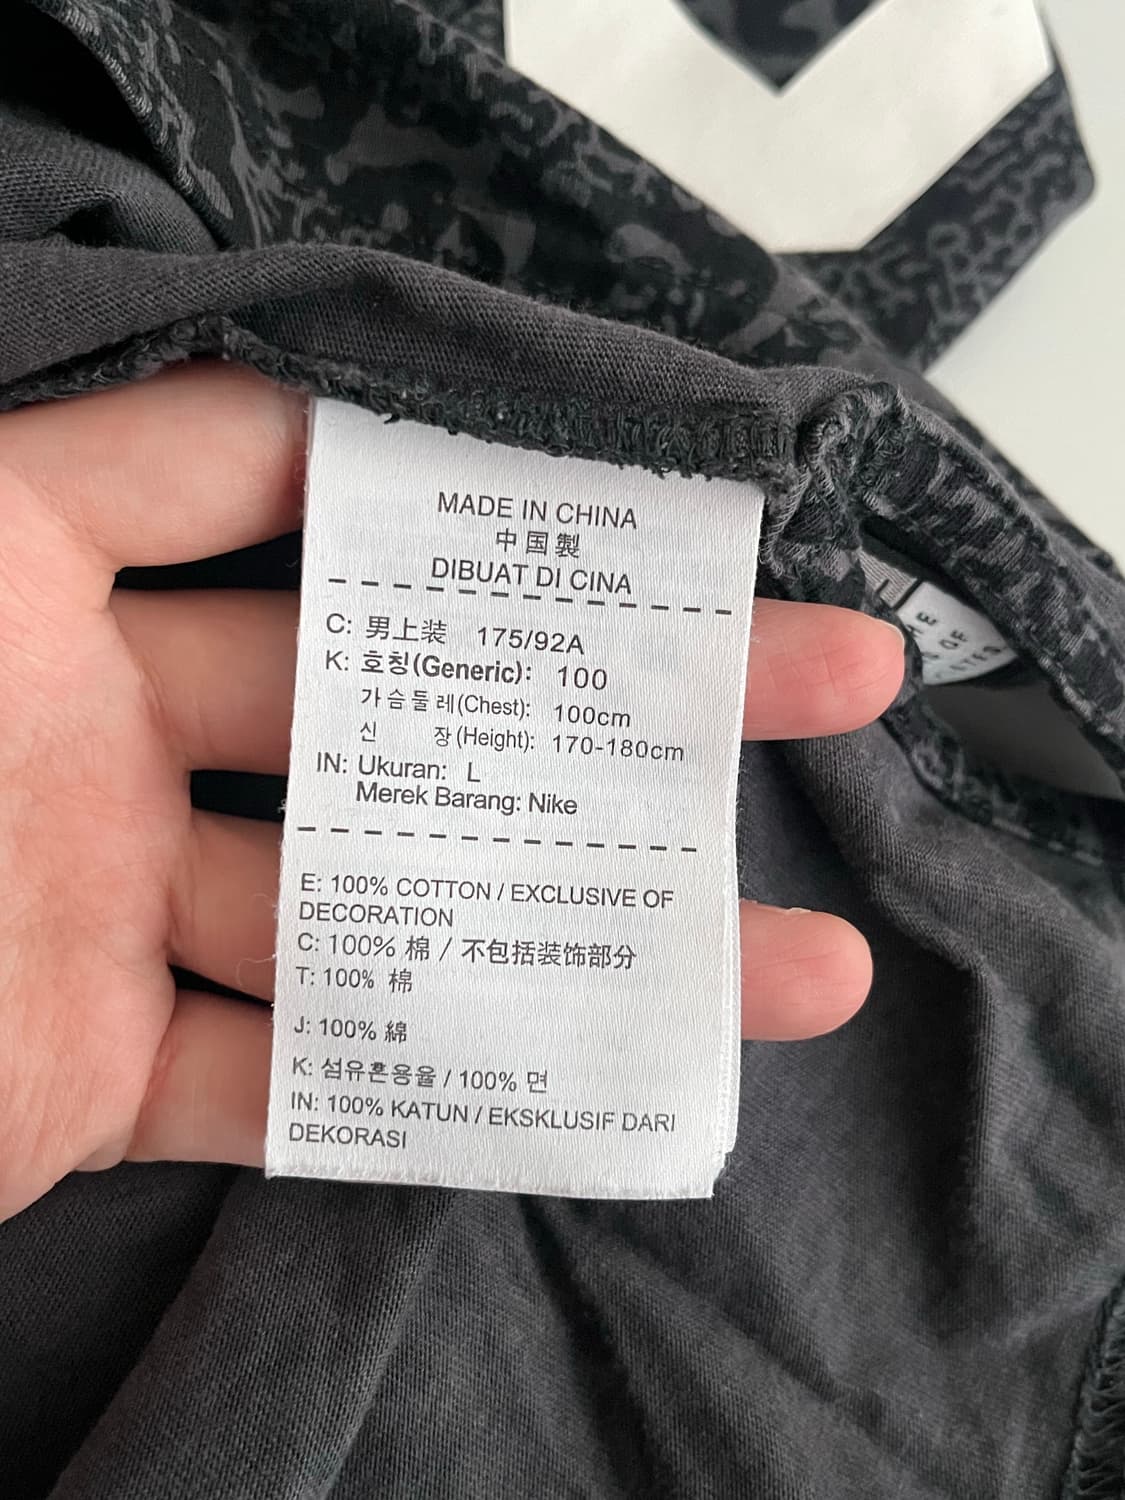 MADE IN CHINA
中国製
DIBUAT DI CINA
C: 男上装 175/92A
K: 호칭(Generic): 100
가슴둘레(Chest): 100cm
신 장(Height): 170-180cm
IN: Ukuran: L
Merek Barang: Nike
E: 100% COTTON / EXCLUSIVE OF
DECORATION
C: 100% 棉 / 不包括装饰部分
T: 100% 棉
J: 100% 綿
K: 섬유혼용율 / 100% 면
IN: 100% KATUN / EKSKLUSIF DARI
DEKORASI
OF